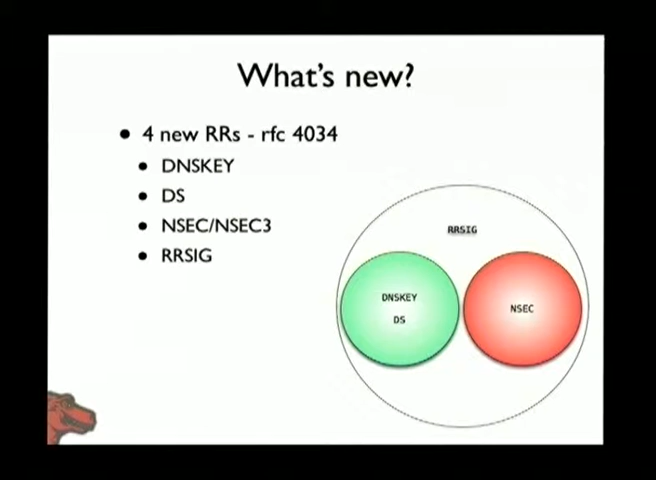 What's new?
• 4 new RRs - rfc 4034
• DNSKEY
• DS
• NSEC/NSEC3
• RRSIG
RRSIG
DNSKEY
DS
NSEC